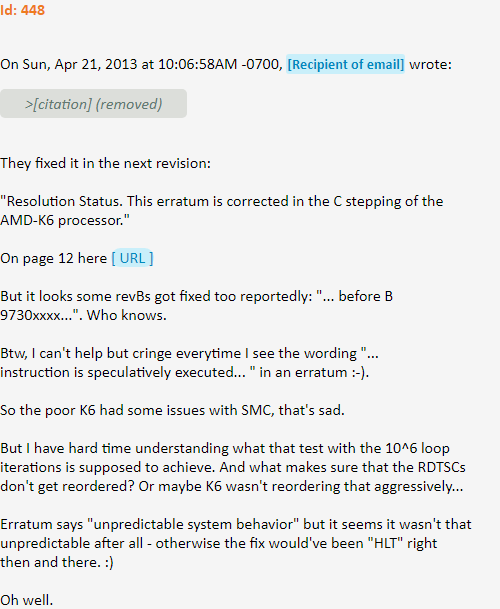 Id: 448
On Sun, Apr 21, 2013 at 10:06:58AM -0700, [Recipient of email] wrote:
>[citation] (removed)
They fixed it in the next revision:
"Resolution Status. This erratum is corrected in the C stepping of the
AMD-K6 processor."
On page 12 here [ URL ]
But it looks some revBs got fixed too reportedly: "... before B
9730xxxx...". Who knows.
Btw, I can't help but cringe everytime I see the wording "...
instruction is speculatively executed... " in an erratum :-).
So the poor K6 had some issues with SMC, that's sad.
But I have hard time understanding what that test with the 10^6 loop
iterations is supposed to achieve. And what makes sure that the RDTSCs
don't get reordered? Or maybe K6 wasn't reordering that aggressively...
Erratum says "unpredictable system behavior" but it seems it wasn't that
unpredictable after all - otherwise the fix would've been "HLT" right
then and there. :)
Oh well.